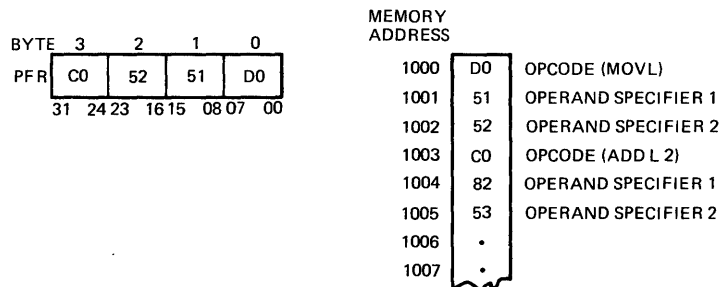 BYTE 3 2 1 0
PFR C0 52 51 D0
31 24 23 16 15 08 07 00
MEMORY
ADDRESS
1000 D0 OPCODE (MOVL)
1001 51 OPERAND SPECIFIER 1
1002 52 OPERAND SPECIFIER 2
1003 C0 OPCODE (ADD L 2)
1004 82 OPERAND SPECIFIER 1
1005 53 OPERAND SPECIFIER 2
1006 •
1007 •